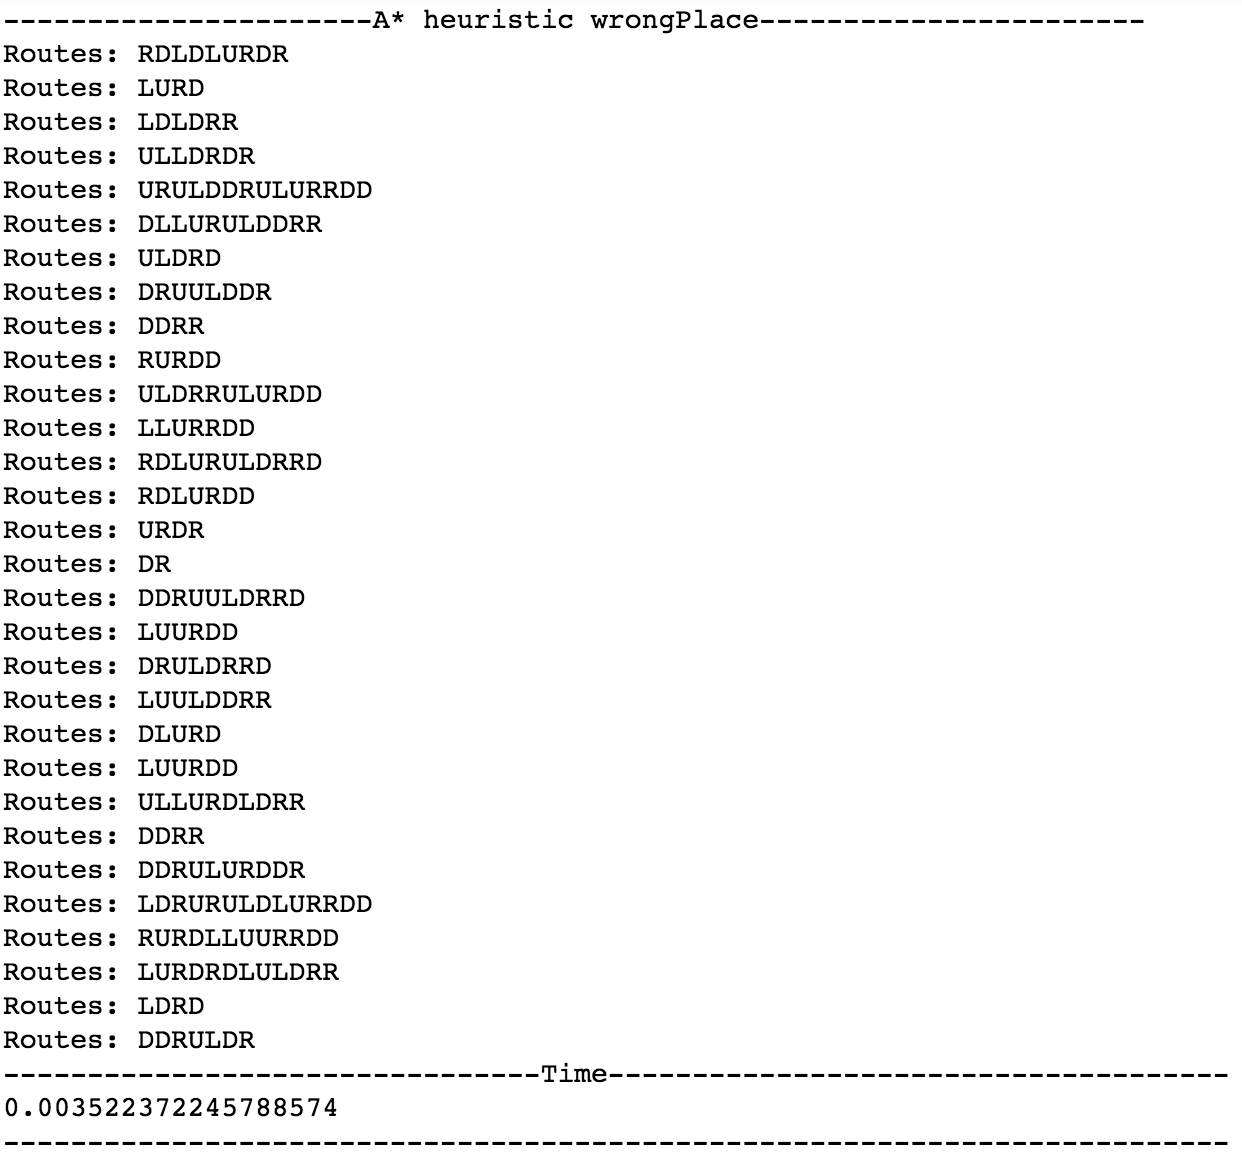 ----------------------A* heuristic wrongPlace-----------------------
Routes: RDLDLURDR
Routes: LURD
Routes: LDLDRR
Routes: ULLDRDR
Routes: URULDDRULURRDD
Routes: DLLURULDDRR
Routes: ULDRD
Routes: DRUULDDR
Routes: DDRR
Routes: RURDD
Routes: ULDRRULURDD
Routes: LLURRDD
Routes: RDLURULDRRD
Routes: RDLURDD
Routes: URDR
Routes: DR
Routes: DDRUULDRRD
Routes: LUURDD
Routes: DRULDRRD
Routes: LUULDDRR
Routes: DLURD
Routes: LUURDD
Routes: ULLURDLDRR
Routes: DDRR
Routes: DDRULURDDR
Routes: LDRURULDLURRDD
Routes: RURDLLUURRDD
Routes: LURDRDLULDRR
Routes: LDRD
Routes: DDRULDR
--------------------------------Time-------------------------------------
0.003522372245788574
-------------------------------------------------------------------------